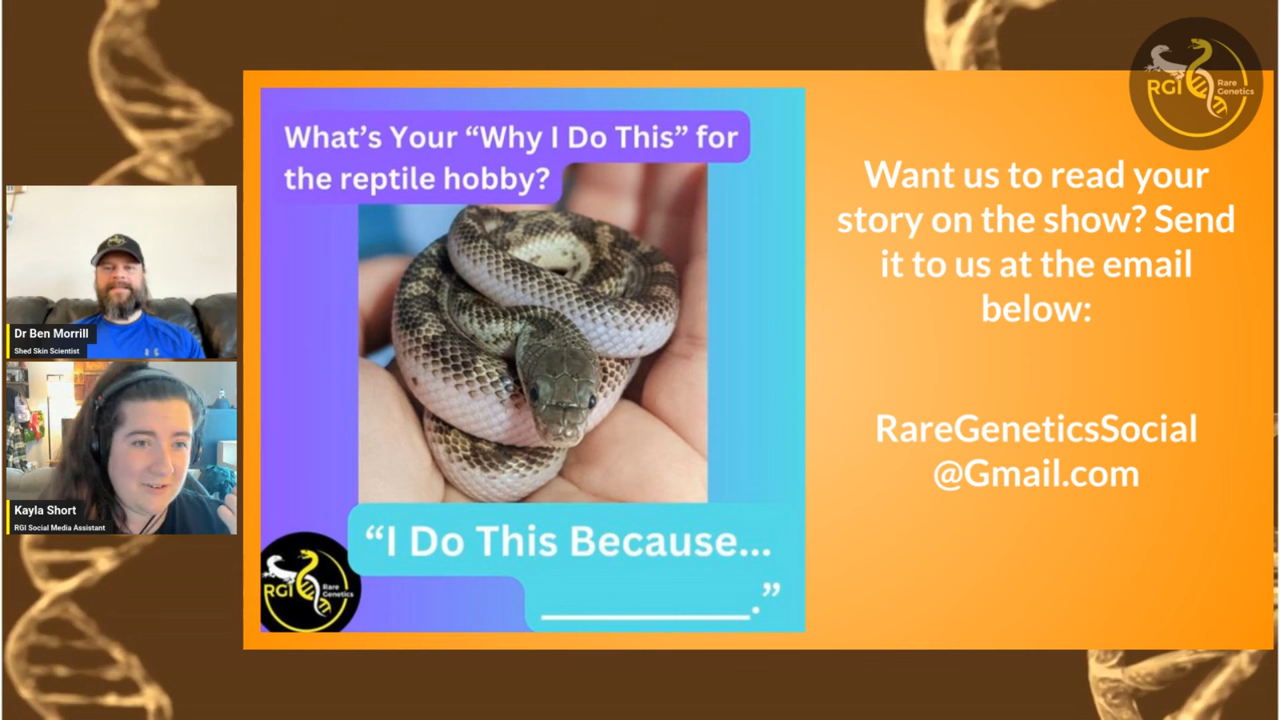 RGI Rare
Genetics
What's Your “Why I Do This” for
the reptile hobby?
Want us to read your
story on the show? Send
it to us at the email
below:
RareGeneticsSocial
@Gmail.com
Dr Ben Morrill
Shed Skin Scientist
Kayla Short
RGI Social Media Assistant
“I Do This Because...
.”
RGI Rare
Genetics